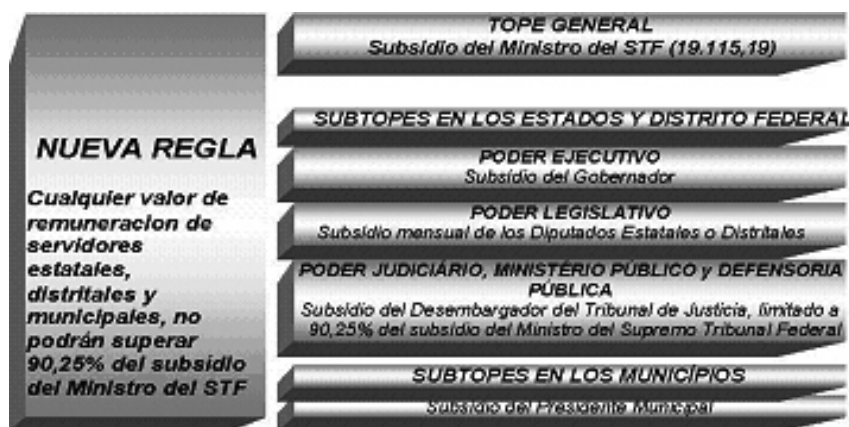 NUEVA REGLA
Cualquier valor de
remuneracion de
servidores
estatales,
distritales y
municipales, no
podrán superar
90,25% del subsidio
del Ministro del STF
TOPE GENERAL
Subsidio del Ministro del STF (19.115,19)
SUBTOPES EN LOS ESTADOS Y DISTRITO FEDERAL
PODER EJECUTIVO
Subsidio del Gobernador
PODER LEGISLATIVO
Subsidio mensual de los Diputados Estatales o Distritales
PODER JUDICIÁRIO, MINISTÉRIO PÚBLICO y DEFENSORIA
PÚBLICA
Subsidio del Desembargador del Tribunal de Justicia, limitado a
90,25% del subsidio del Ministro del Supremo Tribunal Federal
SUBTOPES EN LOS MUNICÍPIOS
Subsidio del Presidente Municipal